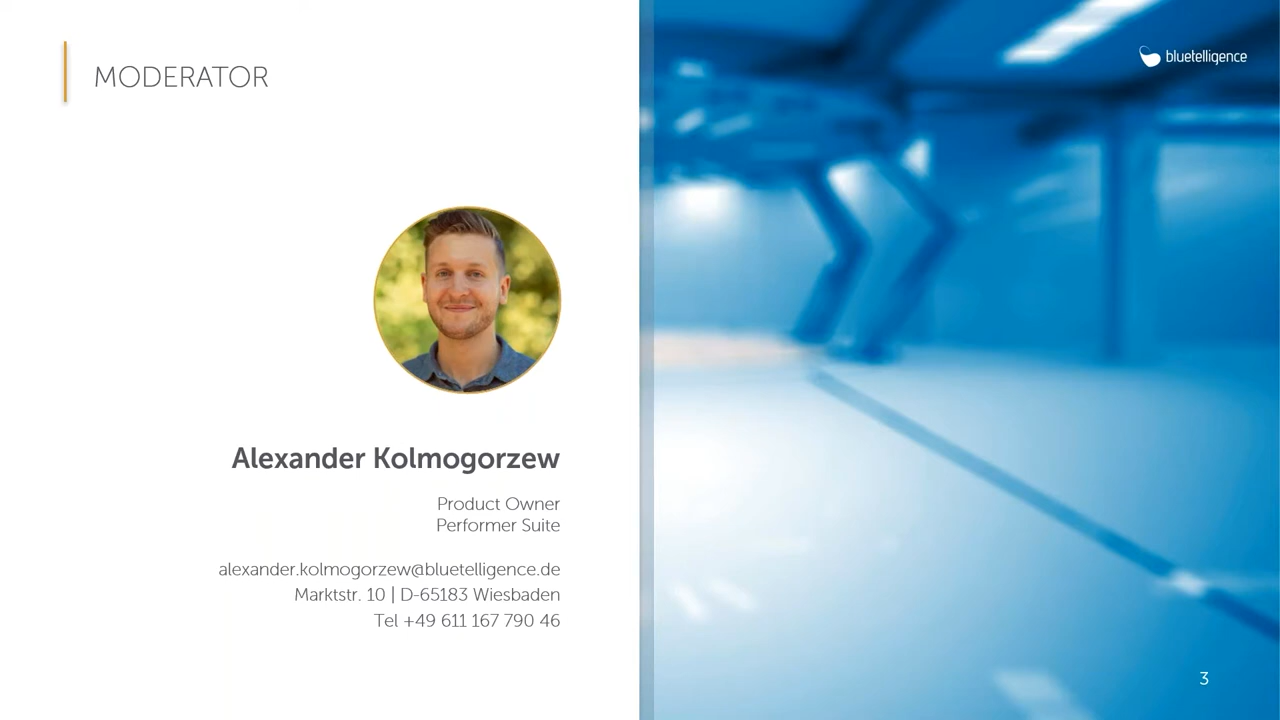 MODERATOR
bluetelligence
Alexander Kolmogorzew
Product Owner
Performer Suite
alexander.kolmogorzew@bluetelligence.de
Marktstr. 10 | D-65183 Wiesbaden
Tel +49 611 167 790 46
3